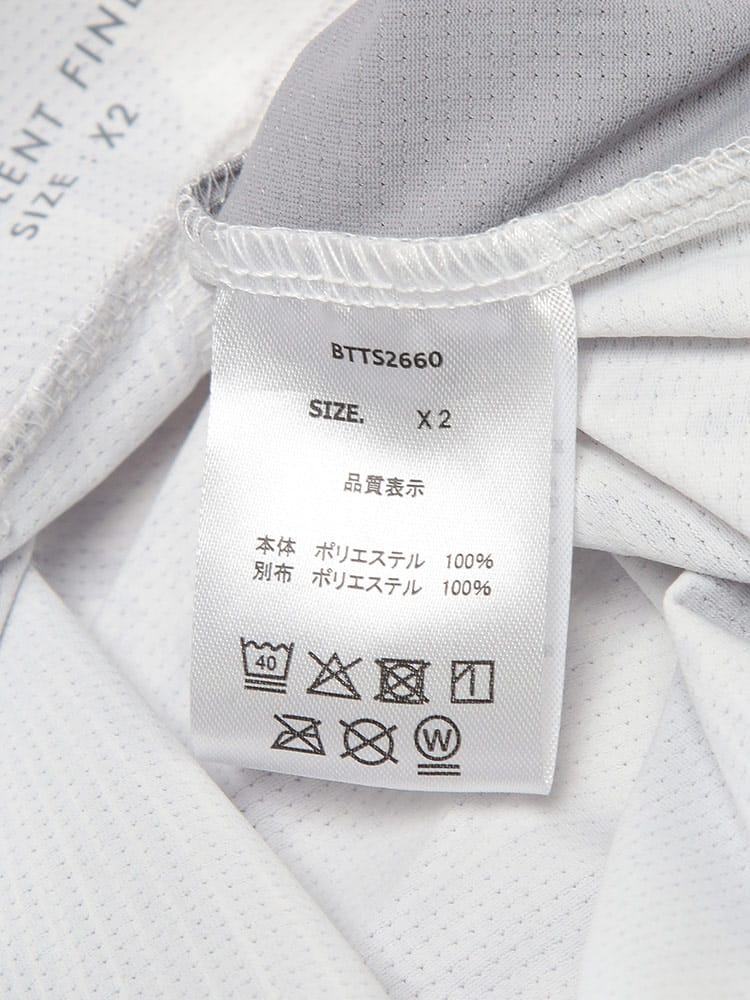 SIZE : X2
BTTS2660
SIZE. X2
品質表示
本体 ポリエステル 100%
別布 ポリエステル 100%
40
W